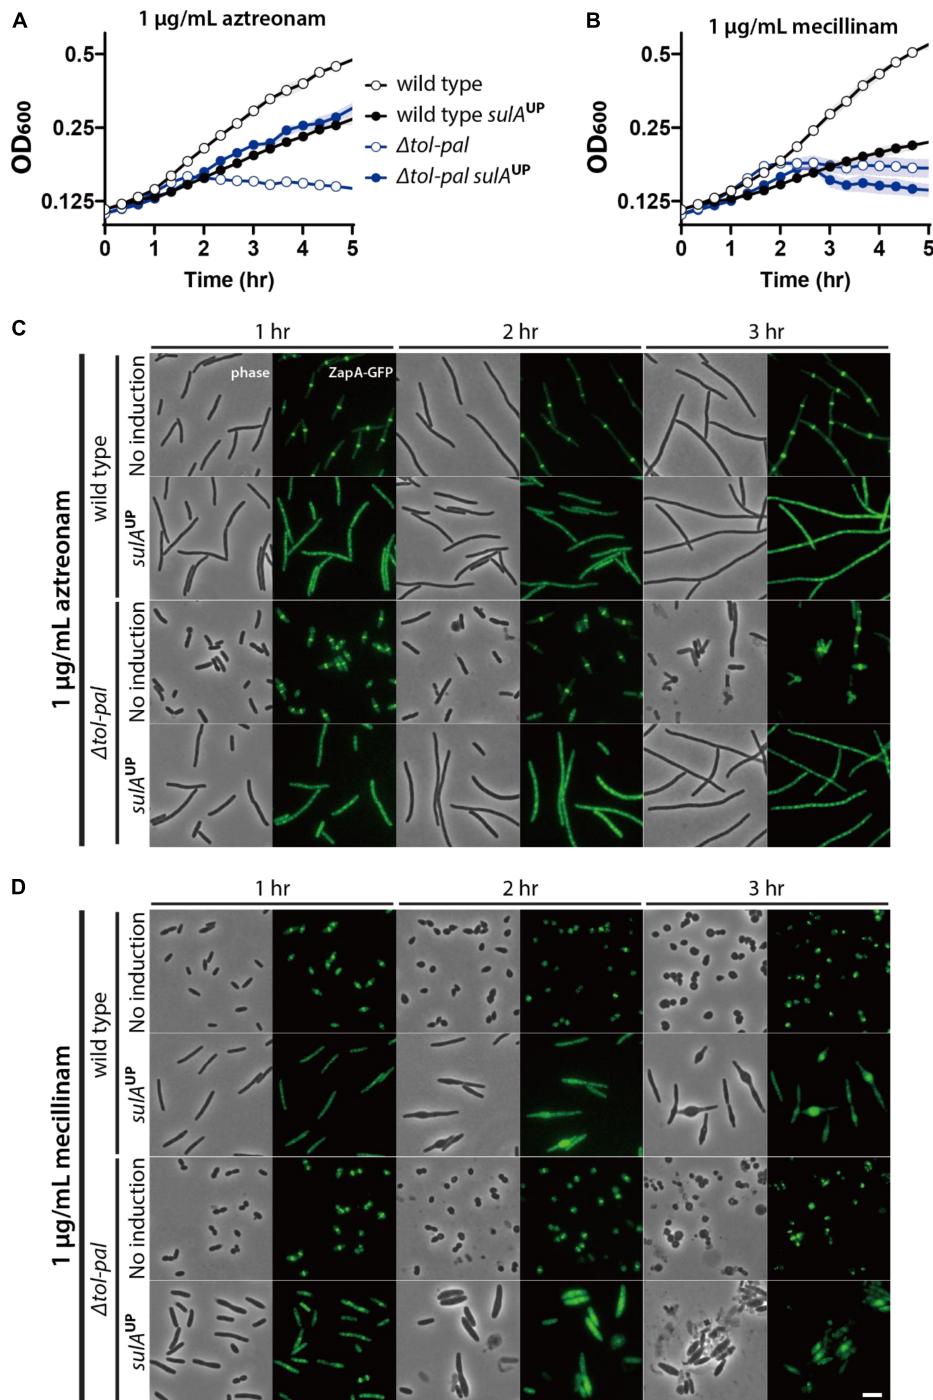 A
1 μg/mL aztreonam
0.5
0.25
0.125
OD600
0 1 2 3 4 5
Time (hr)
wild type
wild type sulAUP
Δtol-pal
Δtol-pal sulAUP
B
1 μg/mL mecillinam
0.5
0.25
0.125
OD600
0 1 2 3 4 5
Time (hr)
C
1 hr 2 hr 3 hr
1 μg/mL aztreonam
wild type
No induction
phase ZapA-GFP
sulAUP
Δtol-pal
No induction
sulAUP
D
1 hr 2 hr 3 hr
1 μg/mL mecillinam
wild type
No induction
sulAUP
Δtol-pal
No induction
sulAUP